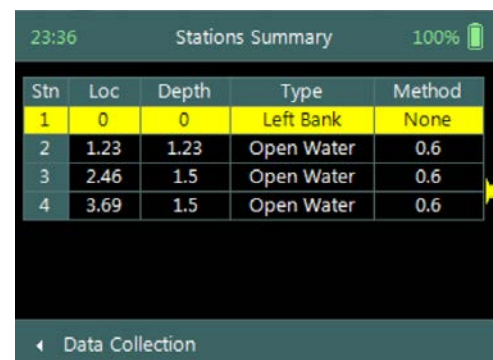 23:36 Stations Summary 100%
Stn Loc Depth Type Method
1 0 0 Left Bank None
2 1.23 1.23 Open Water 0.6
3 2.46 1.5 Open Water 0.6
4 3.69 1.5 Open Water 0.6
Data Collection